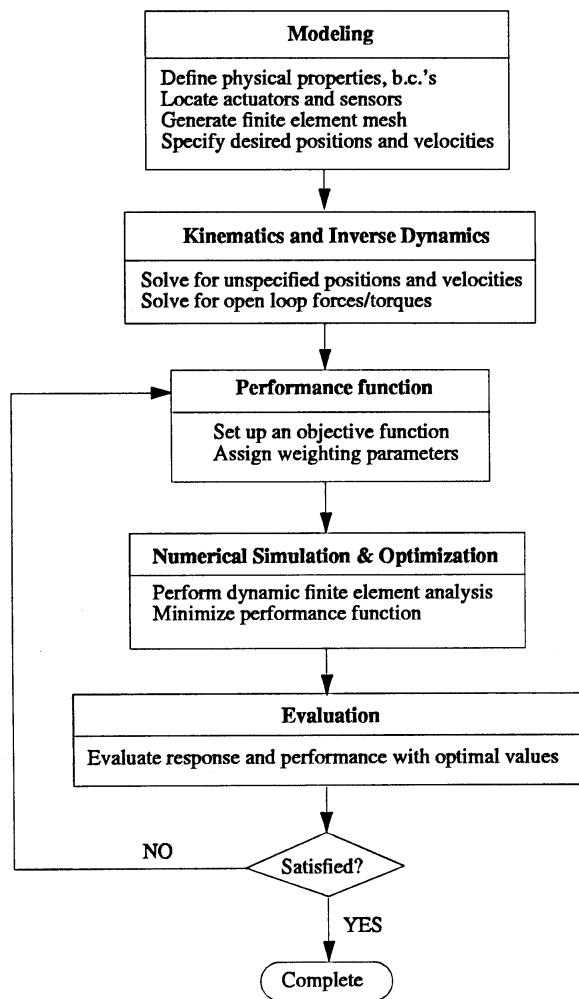 Modeling
Define physical properties, b.c.'s
Locate actuators and sensors
Generate finite element mesh
Specify desired positions and velocities
Kinematics and Inverse Dynamics
Solve for unspecified positions and velocities
Solve for open loop forces/torques
Performance function
Set up an objective function
Assign weighting parameters
Numerical Simulation & Optimization
Perform dynamic finite element analysis
Minimize performance function
Evaluation
Evaluate response and performance with optimal values
NO
Satisfied?
YES
Complete